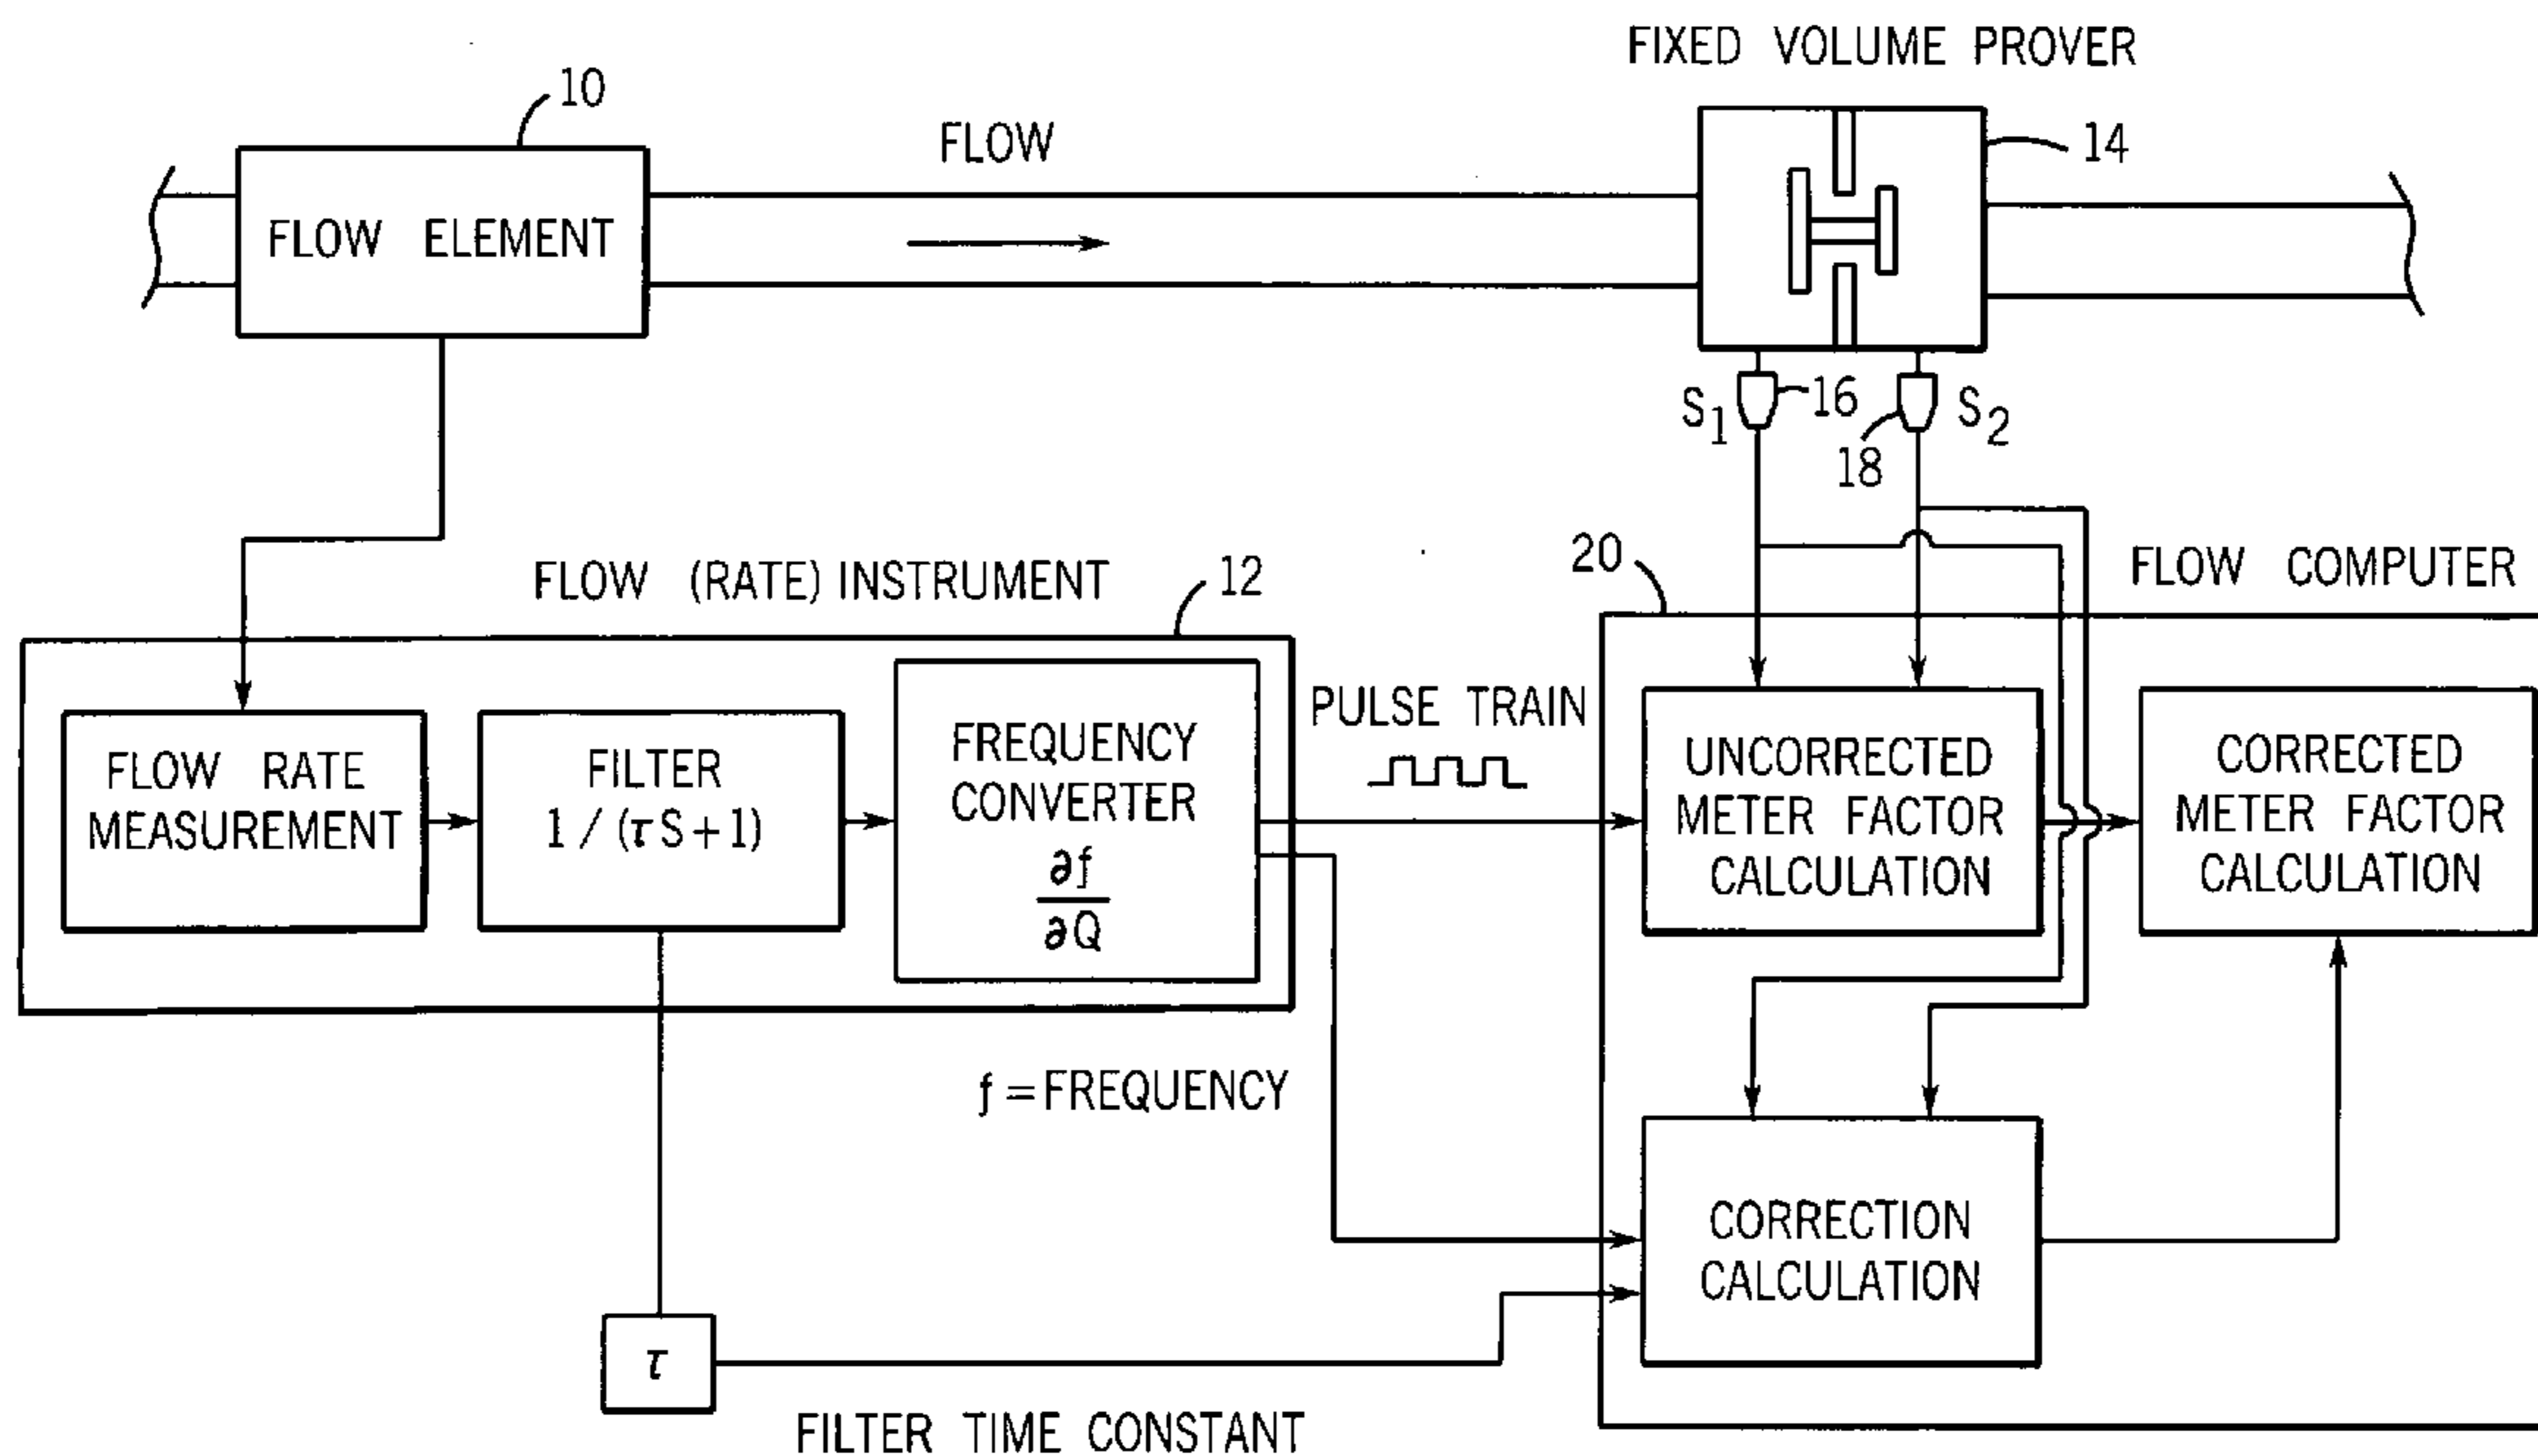 FIXED VOLUME PROVER
10
FLOW
14
FLOW ELEMENT
S1
16
18
S2
FLOW (RATE) INSTRUMENT
12
20
FLOW COMPUTER
PULSE TRAIN
FLOW RATE
MEASUREMENT
FILTER
1 / (τS+1)
FREQUENCY
CONVERTER
∂f
∂Q
UNCORRECTED
METER FACTOR
CALCULATION
CORRECTED
METER FACTOR
CALCULATION
f = FREQUENCY
CORRECTION
CALCULATION
τ
FILTER TIME CONSTANT